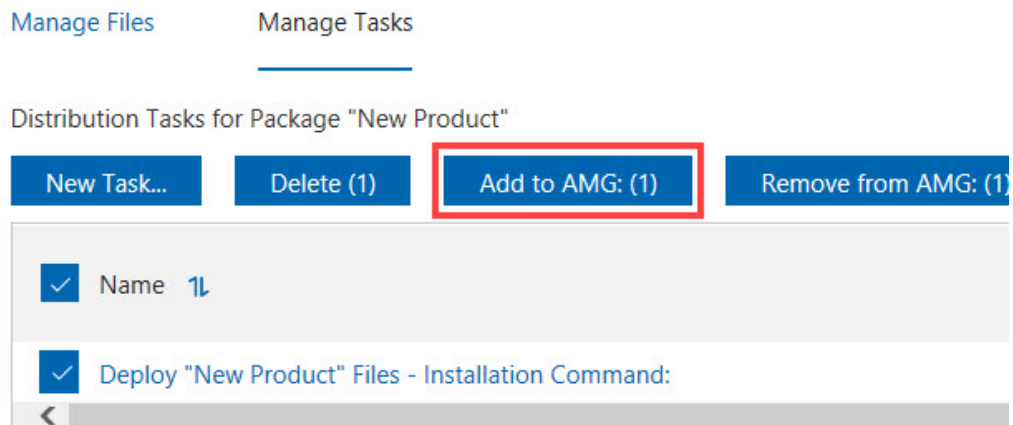 Manage Files Manage Tasks
Distribution Tasks for Package "New Product"
New Task... Delete (1) Add to AMG: (1) Remove from AMG: (1)
Name
Deploy "New Product" Files - Installation Command: